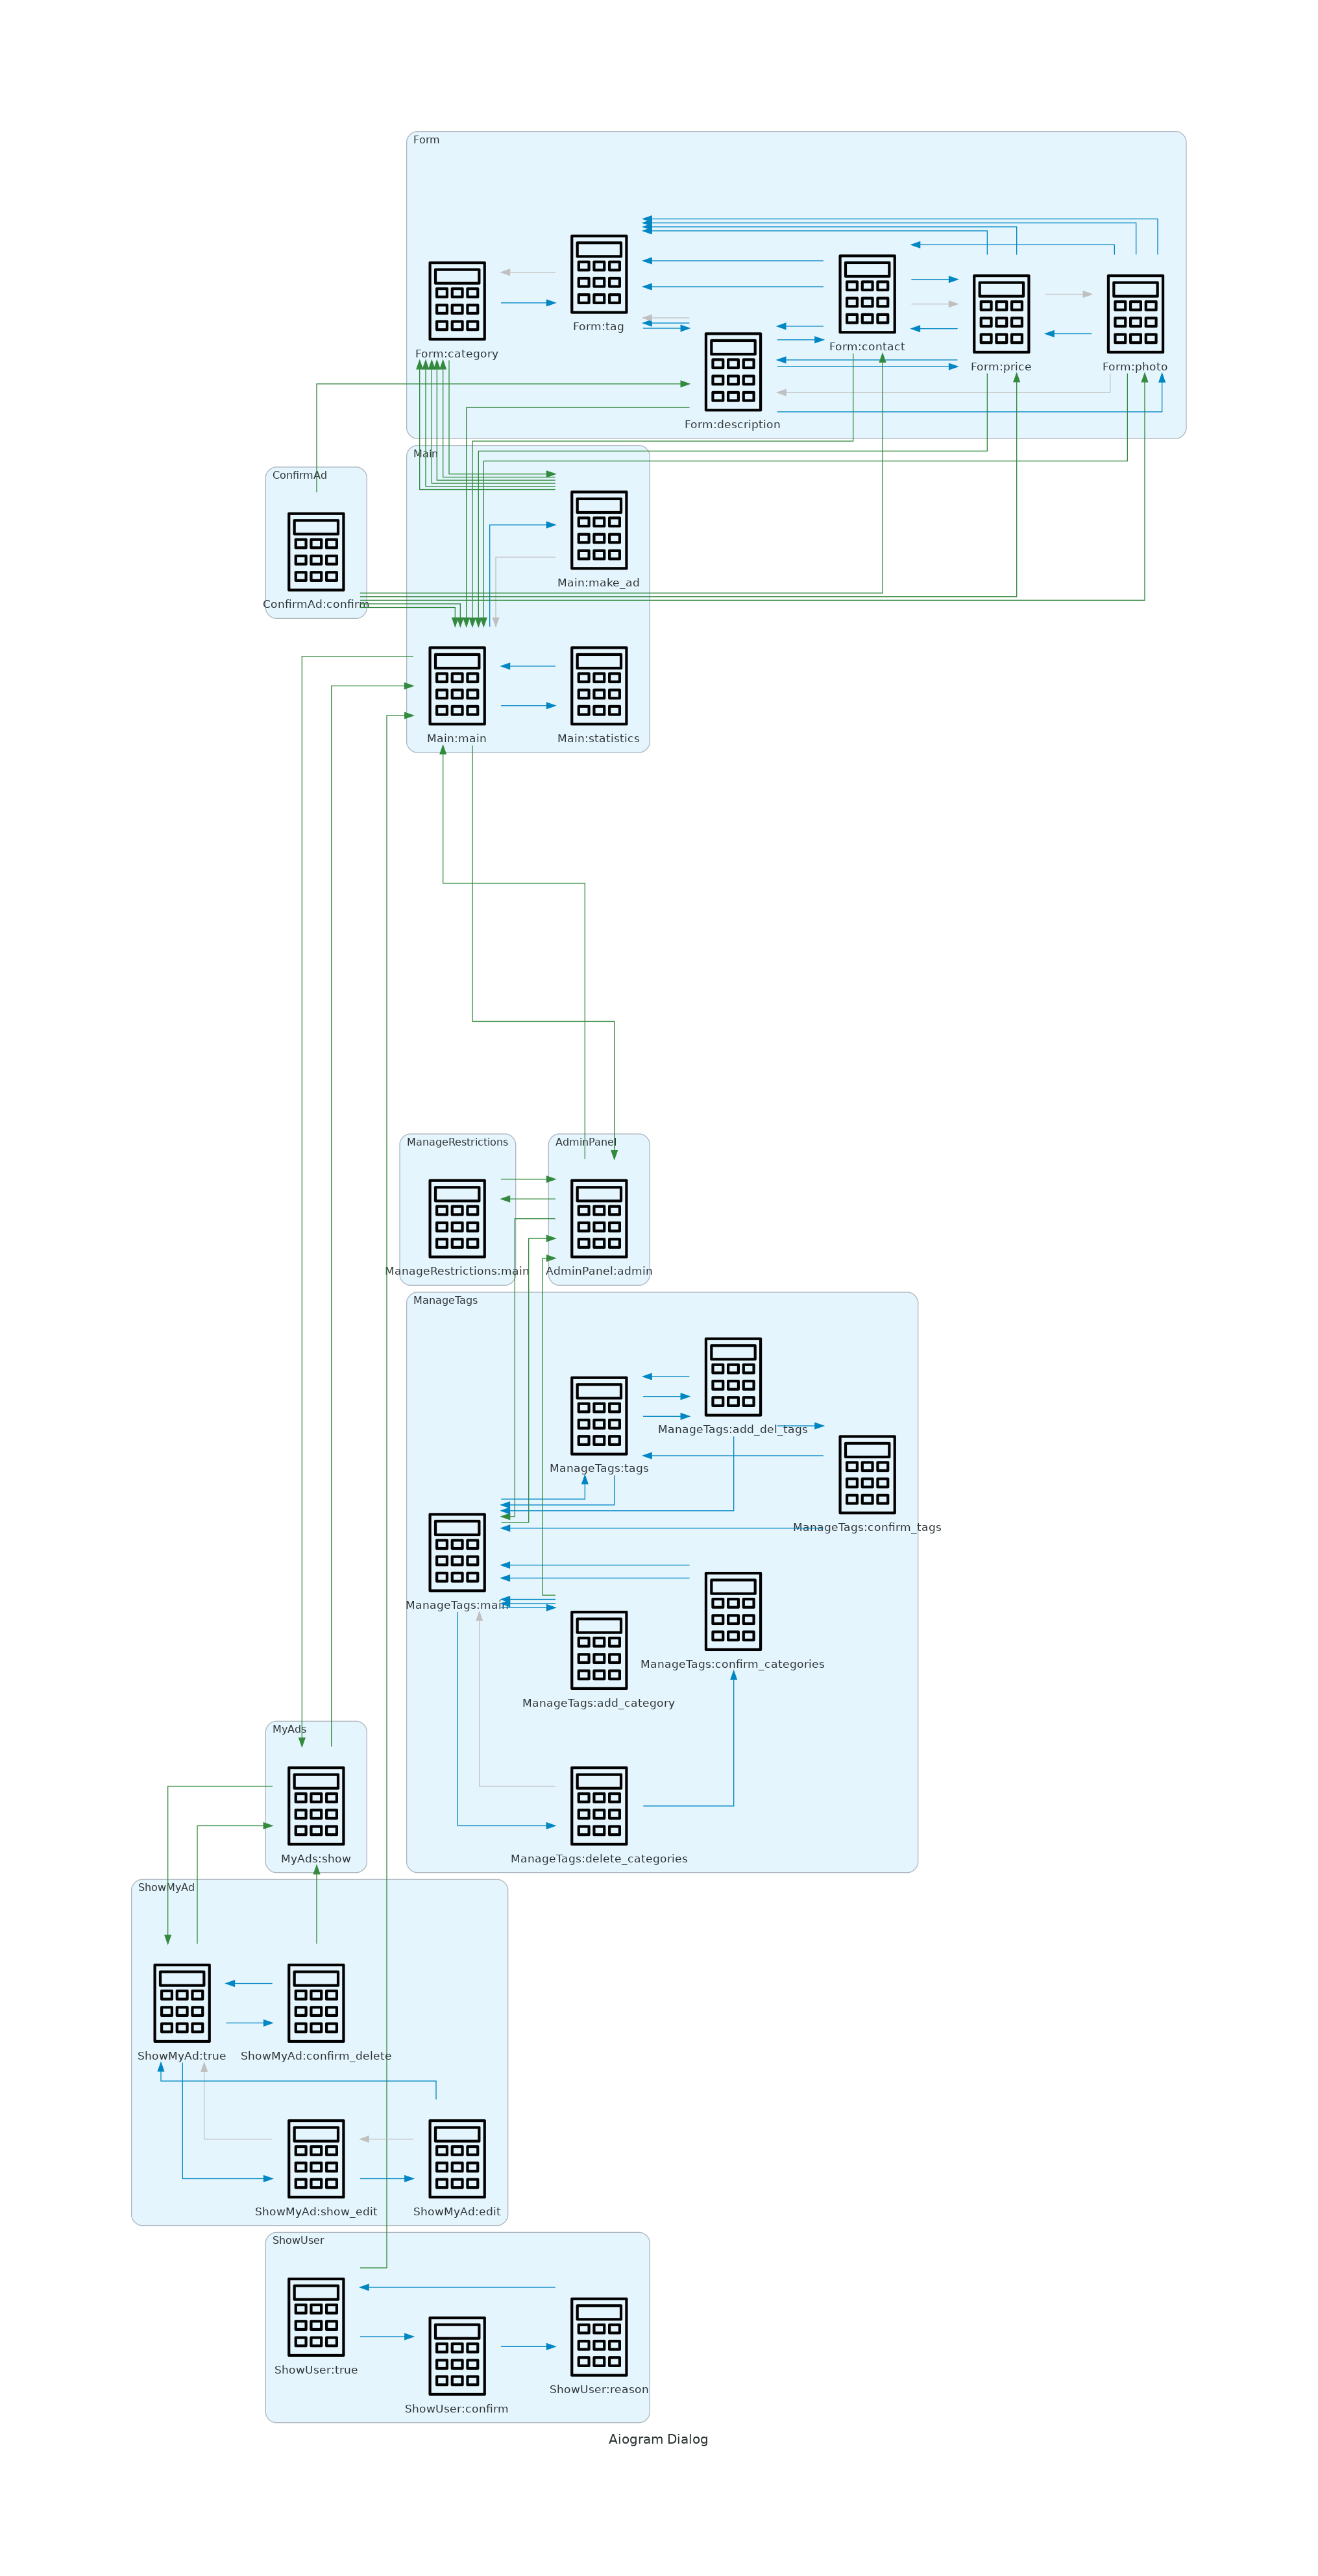 Form
Form:tag
Form:contact
Form:category
Form:price
Form:photo
Form:description
Main
ConfirmAd
Main:make_ad
ConfirmAd:confirm
Main:main
Main:statistics
ManageRestrictions
AdminPanel
ManageRestrictions:main
AdminPanel:admin
ManageTags
ManageTags:add_del_tags
ManageTags:tags
ManageTags:confirm_tags
ManageTags:main
ManageTags:confirm_categories
ManageTags:add_category
MyAds
MyAds:show
ManageTags:delete_categories
ShowMyAd
ShowMyAd:true
ShowMyAd:confirm_delete
ShowMyAd:show_edit
ShowMyAd:edit
ShowUser
ShowUser:true
ShowUser:reason
ShowUser:confirm
Aiogram Dialog